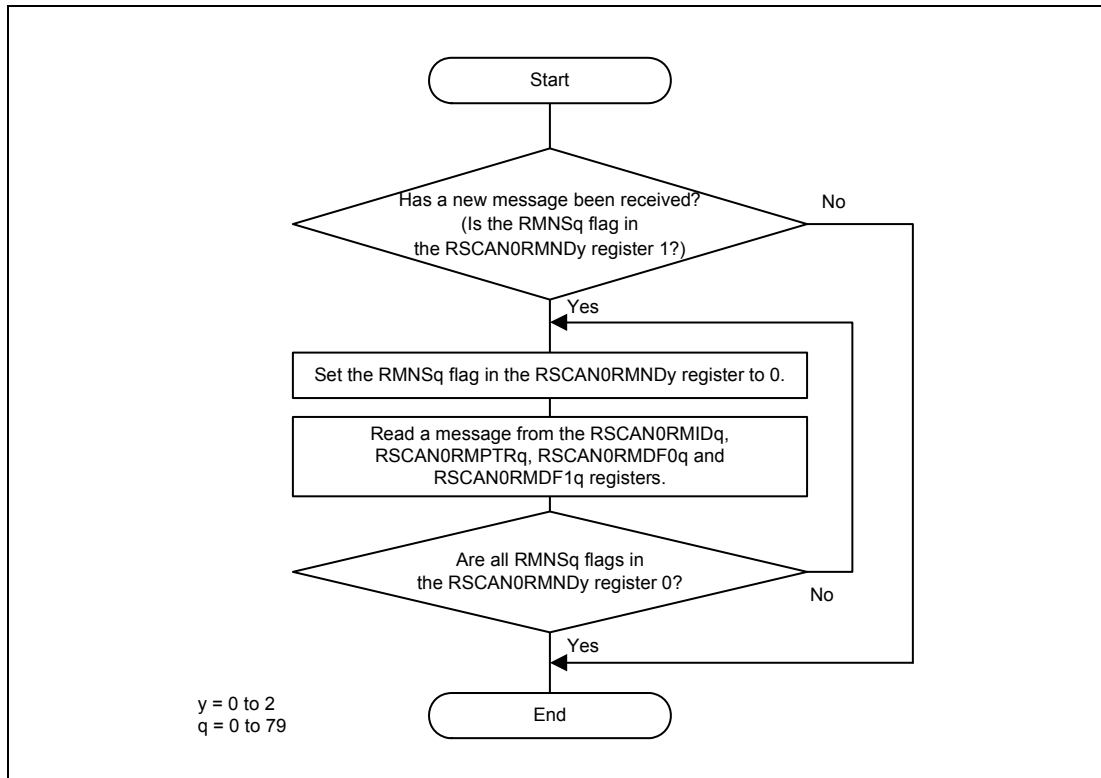 Start
Has a new message been received?
(Is the RMNSq flag in
the RSCAN0RMNDy register 1?)
No
Yes
Set the RMNSq flag in the RSCAN0RMNDy register to 0.
Read a message from the RSCAN0RMIDq,
RSCAN0RMPTRq, RSCAN0RMDF0q and
RSCAN0RMDF1q registers.
Are all RMNSq flags in
the RSCAN0RMNDy register 0?
No
Yes
End
y = 0 to 2
q = 0 to 79